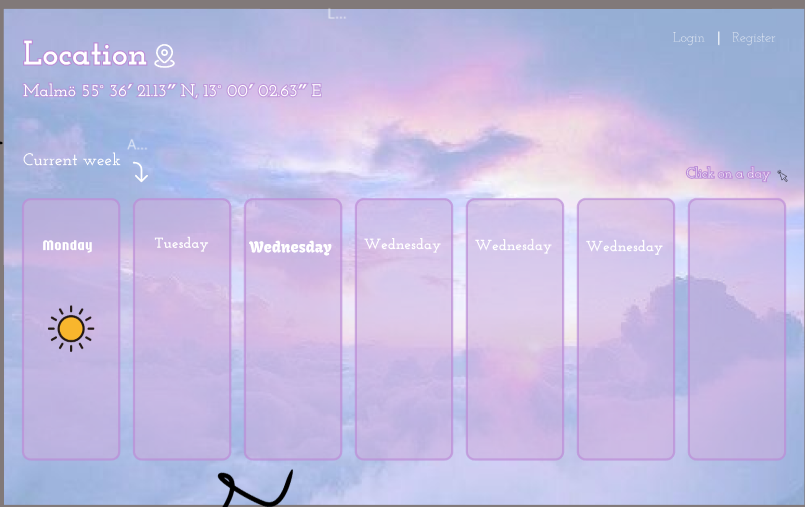 L...
Login | Register
Location
Malmö 55° 36′ 21.13″ N, 13° 00′ 02.63″ E
A...
Current week
Click on a day
Monday
Tuesday
Wednesday
Wednesday
Wednesday
Wednesday